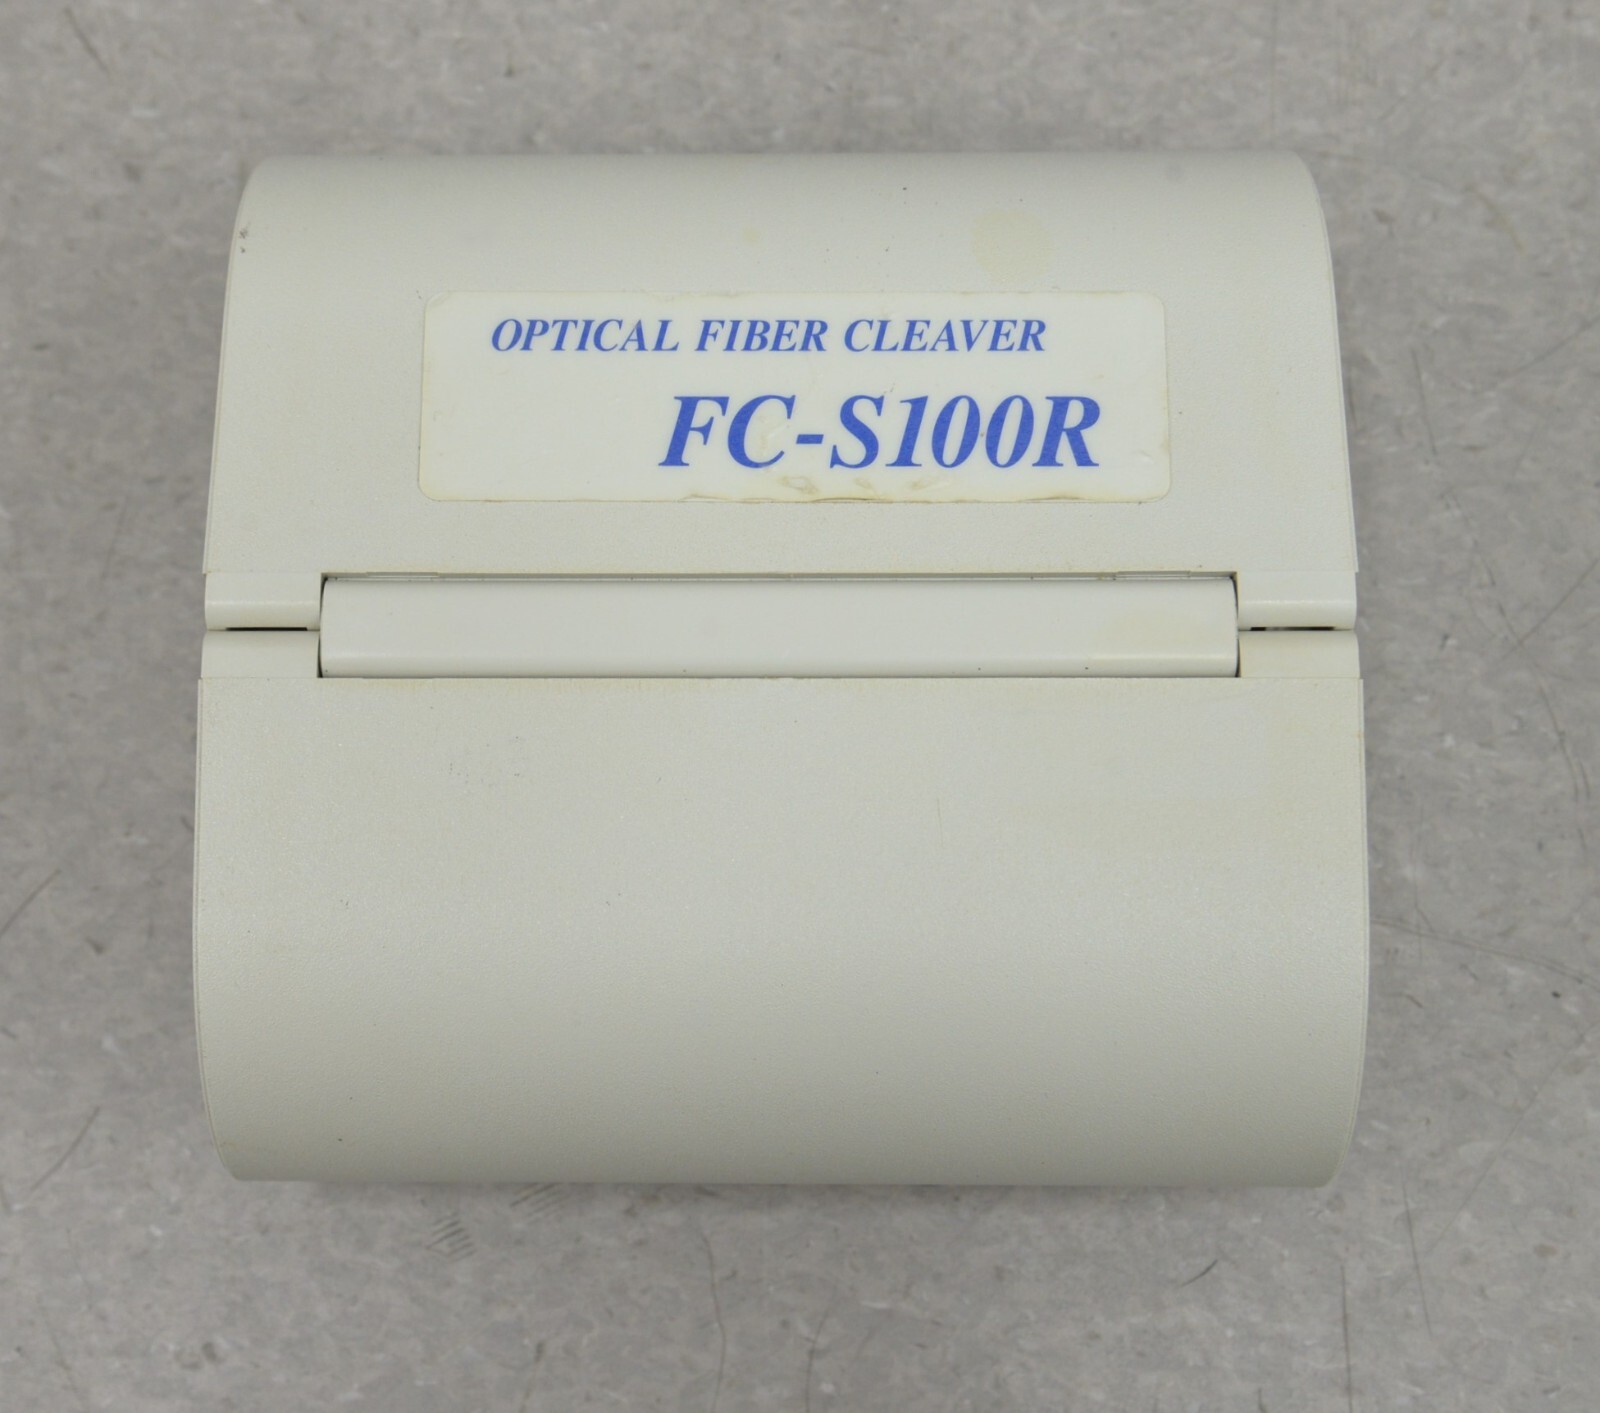 OPTICAL FIBER CLEAVER
FC-S100R